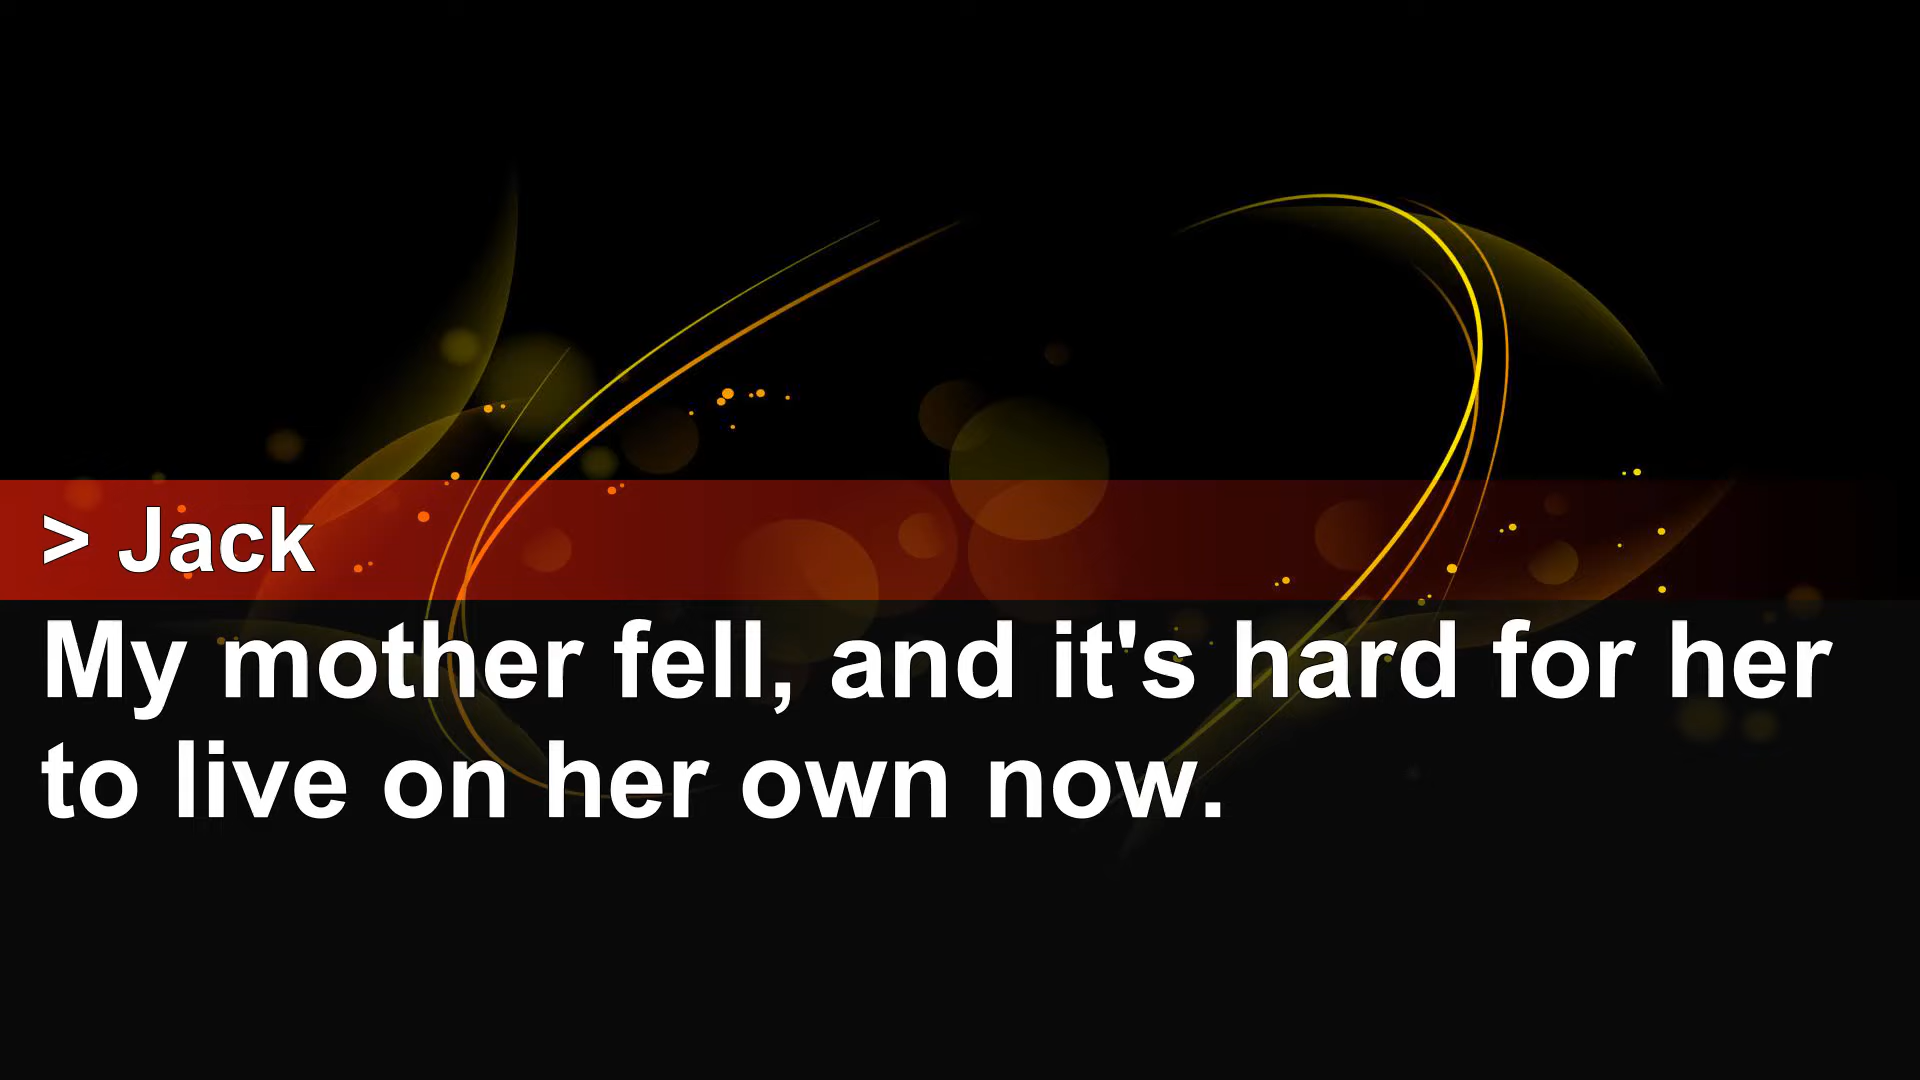 > Jack
My mother fell, and it's hard for her
to live on her own now.